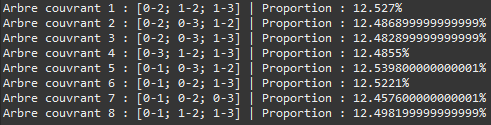 Arbre couvrant 1 : [0-2; 1-2; 1-3] | Proportion : 12.527%
Arbre couvrant 2 : [0-2; 0-3; 1-2] | Proportion : 12.486899999999999%
Arbre couvrant 3 : [0-2; 0-3; 1-3] | Proportion : 12.482899999999999%
Arbre couvrant 4 : [0-3; 1-2; 1-3] | Proportion : 12.4855%
Arbre couvrant 5 : [0-1; 0-3; 1-2] | Proportion : 12.539800000000001%
Arbre couvrant 6 : [0-1; 0-2; 1-3] | Proportion : 12.5221%
Arbre couvrant 7 : [0-1; 0-2; 0-3] | Proportion : 12.457600000000001%
Arbre couvrant 8 : [0-1; 1-2; 1-3] | Proportion : 12.498199999999999%